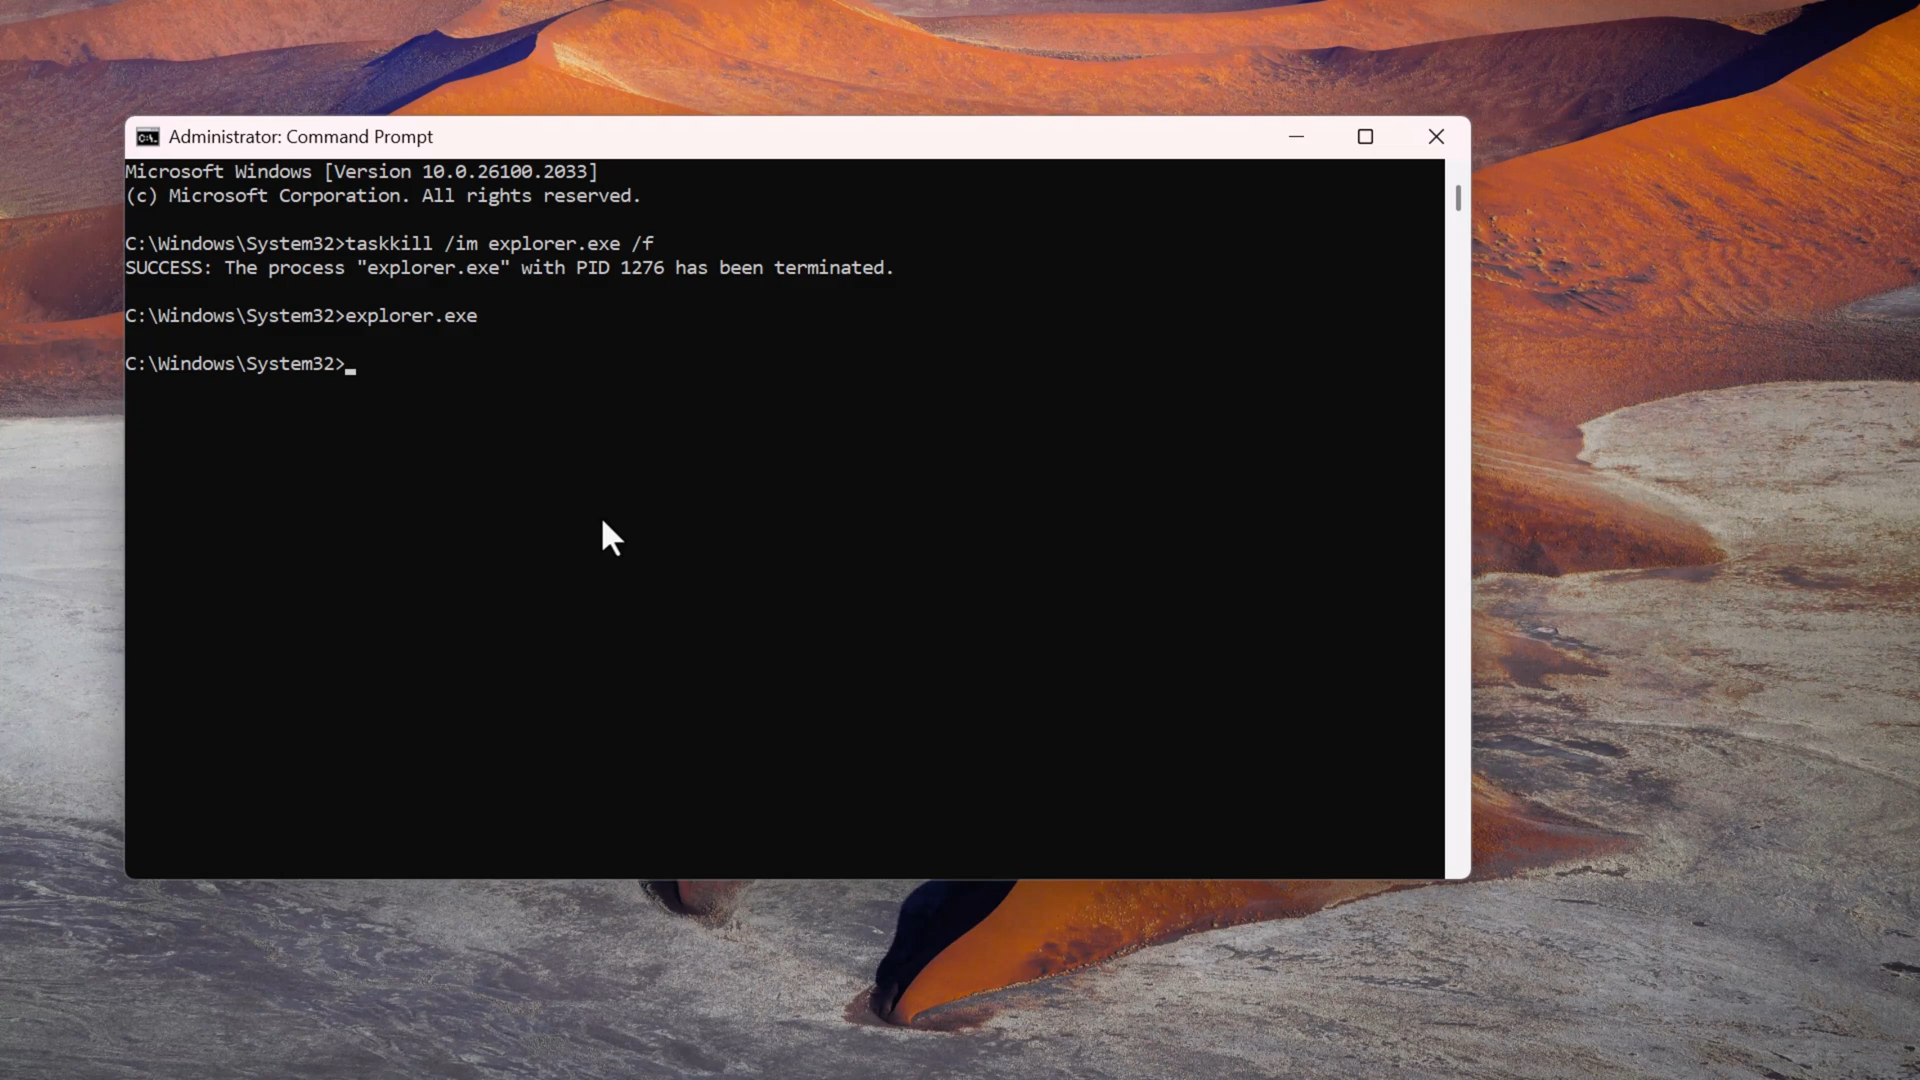 Administrator: Command Prompt
Microsoft Windows [Version 10.0.26100.2033]
(c) Microsoft Corporation. All rights reserved.
C:\Windows\System32>taskkill /im explorer.exe /f
SUCCESS: The process "explorer.exe" with PID 1276 has been terminated.
C:\Windows\System32>explorer.exe
C:\Windows\System32>